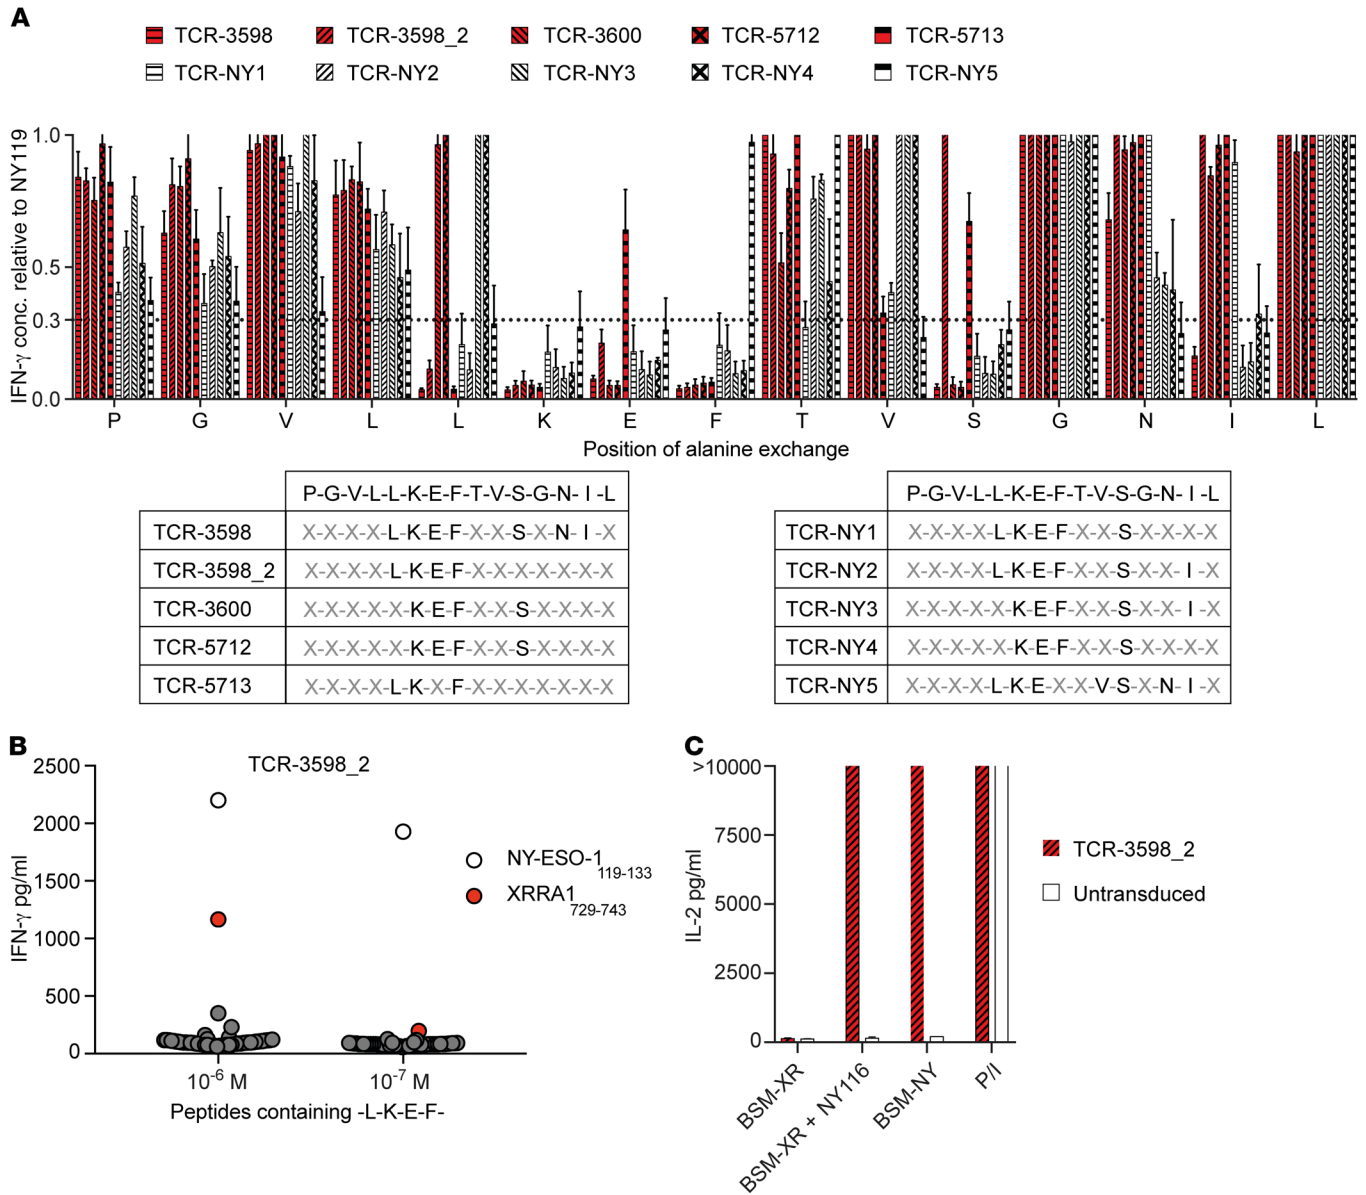 A
TCR-3598 TCR-3598_2 TCR-3600 TCR-5712 TCR-5713
TCR-NY1 TCR-NY2 TCR-NY3 TCR-NY4 TCR-NY5
IFN-γ conc. relative to NY119
1.0
0.5
0.3
0.0
P G V L L K E F T V S G N I L
Position of alanine exchange
P-G-V-L-L-K-E-F-T-V-S-G-N- I -L
TCR-3598 X-X-X-X-L-K-E-F-X-X-S-X-N- I -X
TCR-3598_2 X-X-X-X-L-K-E-F-X-X-X-X-X-X-X
TCR-3600 X-X-X-X-X-K-E-F-X-X-S-X-X-X-X
TCR-5712 X-X-X-X-X-K-E-F-X-X-S-X-X-X-X
TCR-5713 X-X-X-X-L-K-X-F-X-X-X-X-X-X-X
P-G-V-L-L-K-E-F-T-V-S-G-N- I -L
TCR-NY1 X-X-X-X-L-K-E-F-X-X-S-X-X-X-X
TCR-NY2 X-X-X-X-L-K-E-F-X-X-S-X-X- I -X
TCR-NY3 X-X-X-X-X-K-E-F-X-X-S-X-X- I -X
TCR-NY4 X-X-X-X-X-K-E-F-X-X-S-X-X-X-X
TCR-NY5 X-X-X-X-L-K-E-X-X-V-S-X-N- I -X
B
TCR-3598_2
IFN-γ pg/ml
2500
2000
1500
1000
500
0
NY-ESO-1 119-133
XRRA1 729-743
10-6 M 10-7 M
Peptides containing -L-K-E-F-
C
IL-2 pg/ml
>10000
7500
5000
2500
0
TCR-3598_2
Untransduced
BSM-XR
BSM-XR + NY116
BSM-NY
P/I